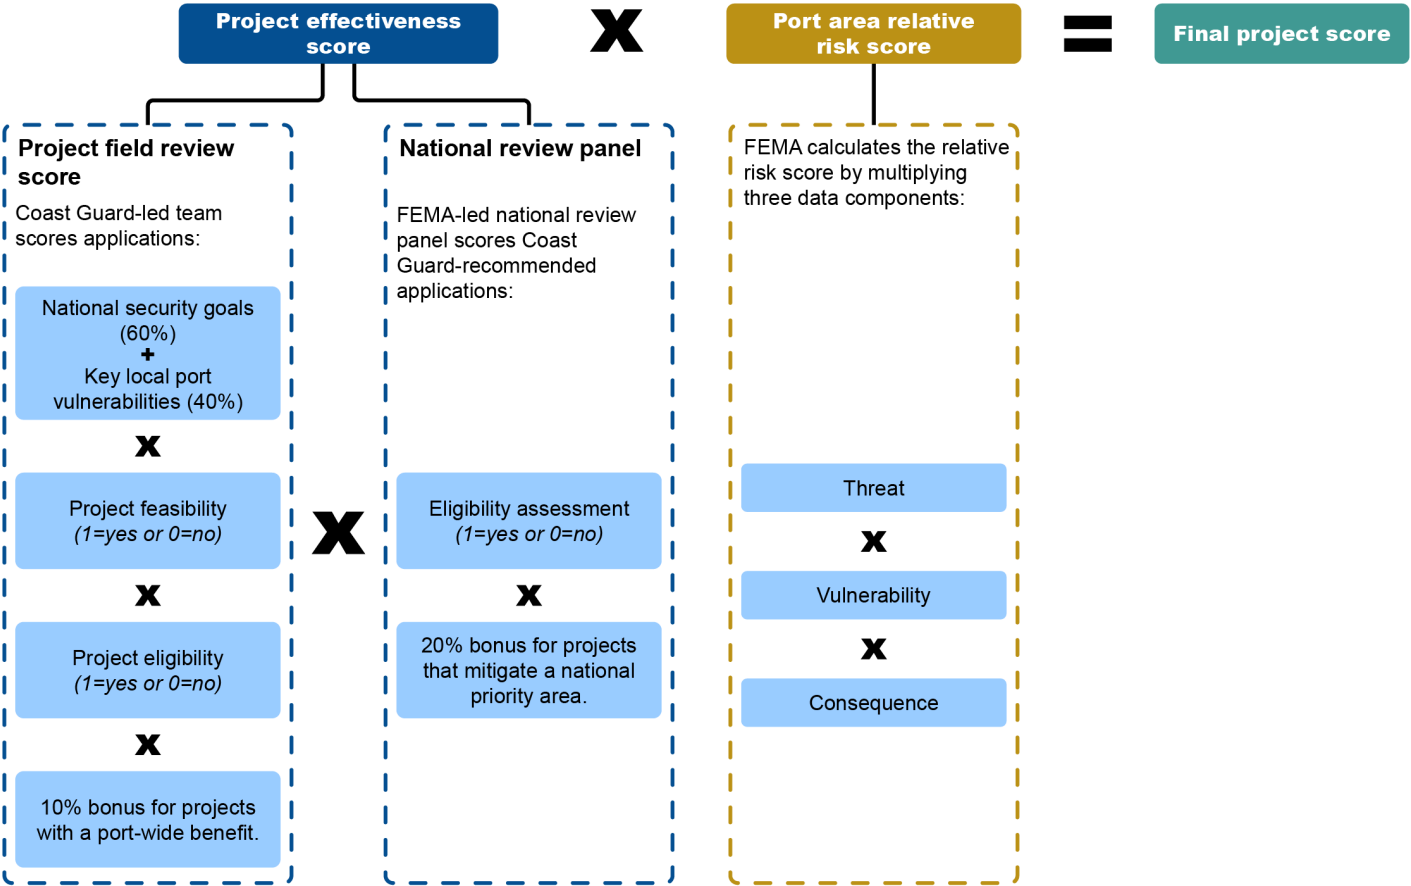 Project effectiveness
score
x
Port area relative
risk score
=
Final project score
Project field review
score
Coast Guard-led team
scores applications:
National security goals
(60%)
+
Key local port
vulnerabilities (40%)
x
Project feasibility
(1=yes or 0=no)
x
Project eligibility
(1=yes or 0=no)
x
10% bonus for projects
with a port-wide benefit.
x
National review panel
FEMA-led national review
panel scores Coast
Guard-recommended
applications:
Eligibility assessment
(1=yes or 0=no)
x
20% bonus for projects
that mitigate a national
priority area.
FEMA calculates the relative
risk score by multiplying
three data components:
Threat
x
Vulnerability
x
Consequence